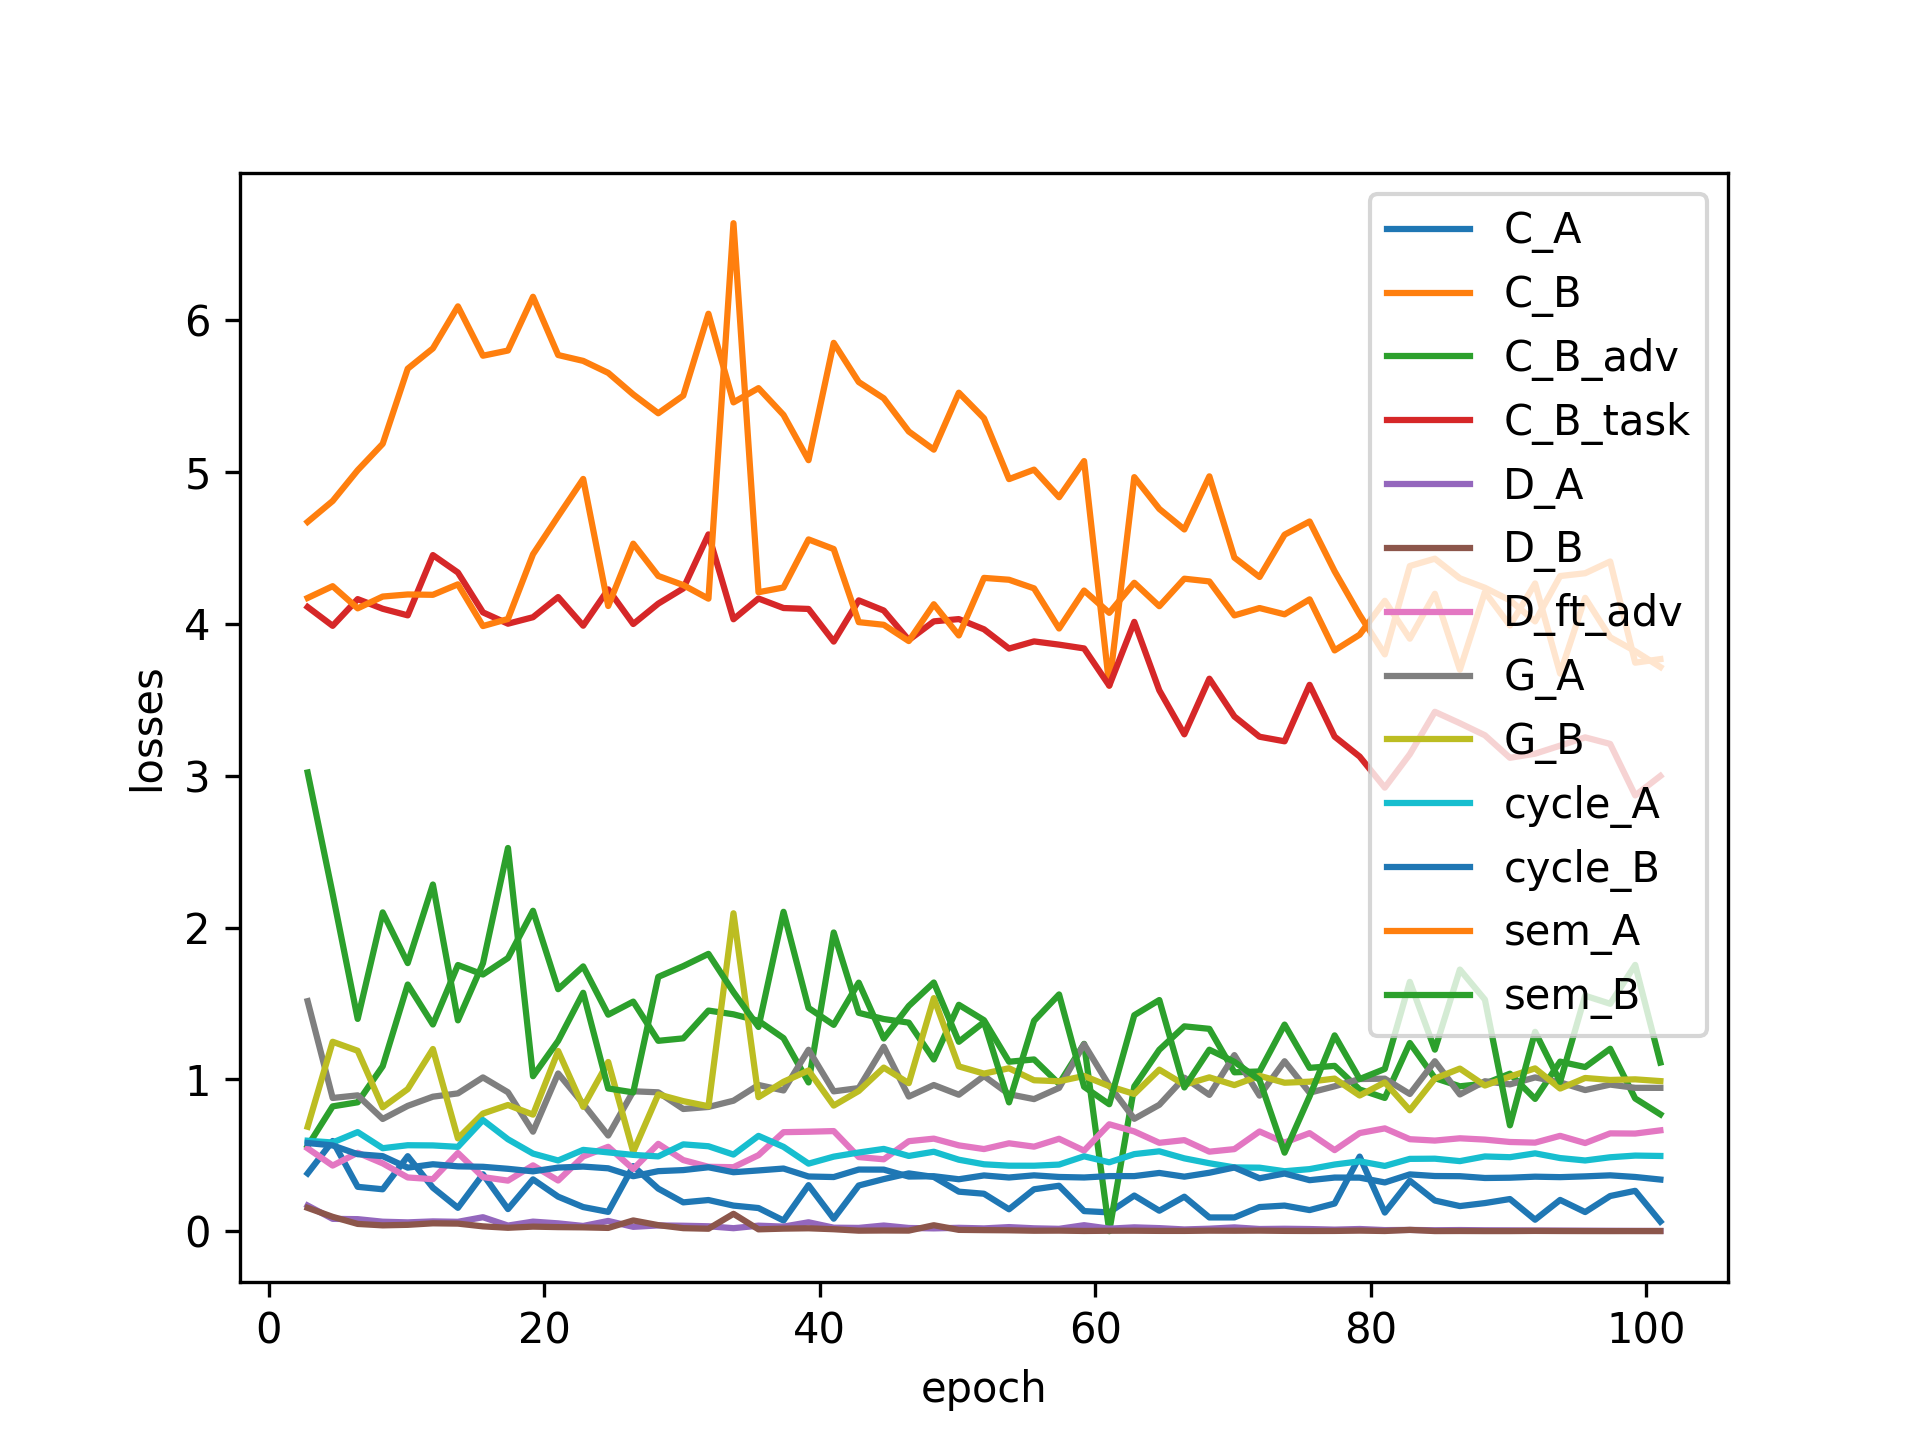 6
5
4
3
2
1
0
losses
0 20 40 60 80 100
epoch
C_A
C_B
C_B_adv
C_B_task
D_A
D_B
D_ft_adv
G_A
G_B
cycle_A
cycle_B
sem_A
sem_B